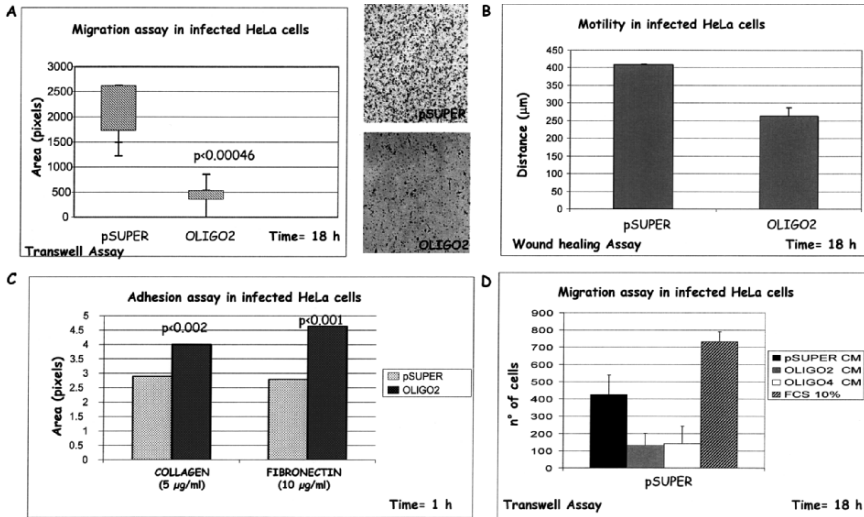 A
Migration assay in infected HeLa cells
Area (pixels)
3000
2500
2000
1500
1000
500
0
p<0.00046
pSUPER
OLIGO2
Time= 18 h
Transwell Assay
pSUPER
OLIGO2
B
Motility in infected HeLa cells
Distance (µm)
450
400
350
300
250
200
150
100
50
0
pSUPER
OLIGO2
Wound healing Assay
Time= 18 h
C
Adhesion assay in infected HeLa cells
Area (pixels)
4.5
4
3.5
3
2.5
2
1.5
1
0.5
0
p<0.002
p<0.001
pSUPER
OLIGO2
COLLAGEN
(5 µg/ml)
FIBRONECTIN
(10 µg/ml)
Time= 1 h
D
Migration assay in infected HeLa cells
n° of cells
900
800
700
600
500
400
300
200
100
0
pSUPER CM
OLIGO2 CM
OLIGO4 CM
FCS 10%
pSUPER
Transwell Assay
Time= 18h